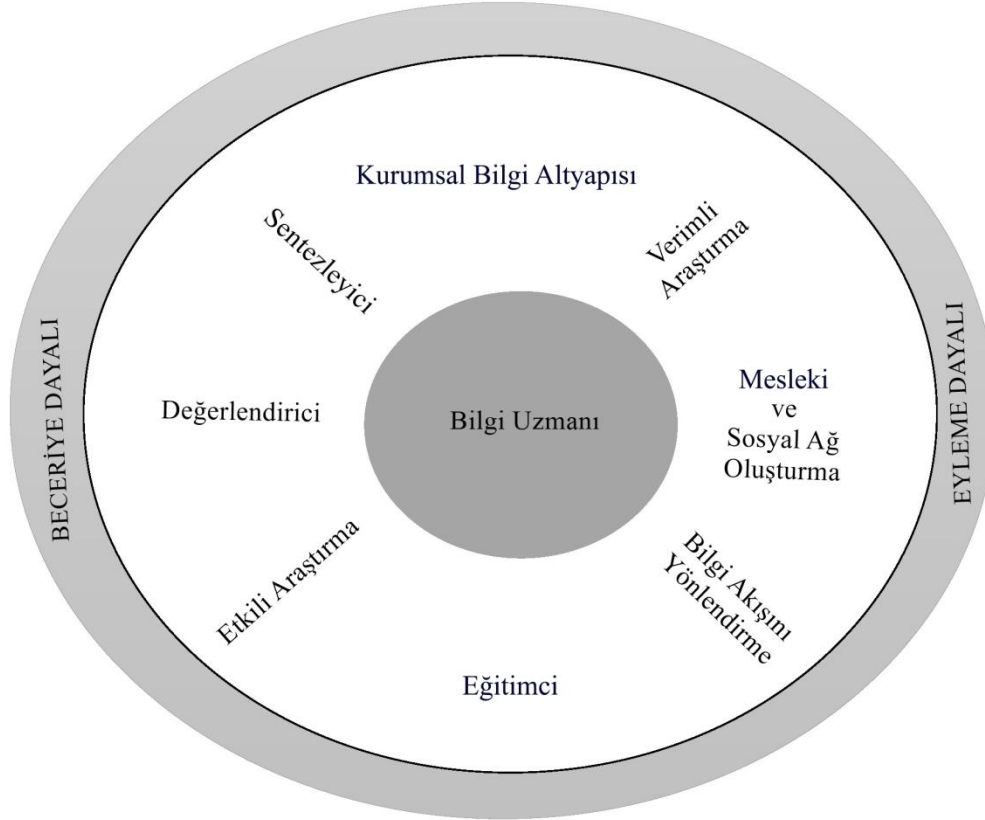 Kurumsal Bilgi Altyapısı
Sentezleyici
Verimli
Araştırma
BECERİYE DAYALI
Değerlendirici
Bilgi Uzmanı
Mesleki
ve
Sosyal Ağ
Oluşturma
EYLEME DAYALI
Etkili Araştırma
Bilgi Akışını
Yönlendirme
Eğitimci